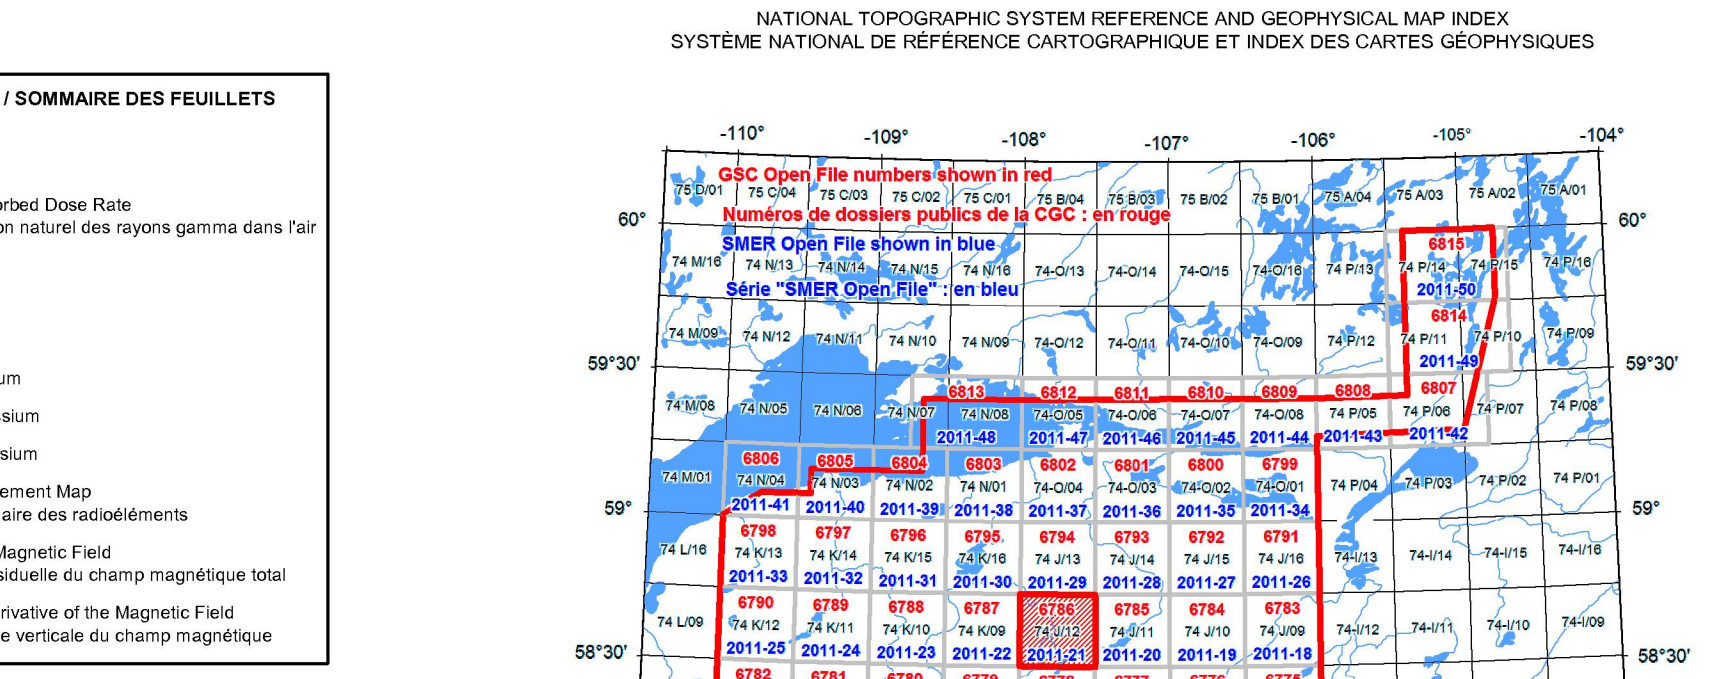 NATIONAL TOPOGRAPHIC SYSTEM REFERENCE AND GEOPHYSICAL MAP INDEX
SYSTÈME NATIONAL DE RÉFÉRENCE CARTOGRAPHIQUE ET INDEX DES CARTES GÉOPHYSIQUES
/ SOMMAIRE DES FEUILLETS
orbed Dose Rate
on naturel des rayons gamma dans l'air
um
ssium
sium
ement Map
aire des radioéléments
Magnetic Field
siduelle du champ magnétique total
rivative of the Magnetic Field
e verticale du champ magnétique
-110° -109° -108° -107° -106° -105° -104°
GSC Open File numbers shown in red
75 D/01 75 C/04 75 C/03 75 C/02 75 C/01 75 B/04 75 B/03 75 B/02 75 B/01 75 A/04 75 A/03 75 A/02 75 A/01
Numéros de dossiers publics de la CGC : en rouge
60° 60°
SMER Open File shown in blue
6815
74 M/16 74 N/13 74 N/14 74 N/15 74 N/16 74-O/13 74-O/14 74-O/15 74-O/16 74 P/13 74 P/14 74 P/15 74 P/16
Série "SMER Open File" : en bleu
2011-50
6814
74 M/09 74 N/12 74 N/11 74 N/10 74 N/09 74-O/12 74-O/11 74-O/10 74-O/09 74 P/12 74 P/11 74 P/10 74 P/09
2011-49
59°30' 59°30'
6813 6812 6811 6810 6809 6808 6807
74 M/08 74 N/05 74 N/06 74 N/07 74 N/08 74-O/05 74-O/06 74-O/07 74-O/08 74 P/05 74 P/06 74 P/07 74 P/08
2011-48 2011-47 2011-46 2011-45 2011-44 2011-43 2011-42
6806 6805 6804 6803 6802 6801 6800 6799
74 M/01 74 N/04 74 N/03 74 N/02 74 N/01 74-O/04 74-O/03 74-O/02 74-O/01 74 P/04 74 P/03 74 P/02 74 P/01
2011-41 2011-40 2011-39 2011-38 2011-37 2011-36 2011-35 2011-34
59° 59°
6798 6797 6796 6795 6794 6793 6792 6791
74 L/16 74 K/13 74 K/14 74 K/15 74 K/16 74 J/13 74 J/14 74 J/15 74 J/16 74-I/13 74-I/14 74-I/15 74-I/16
2011-33 2011-32 2011-31 2011-30 2011-29 2011-28 2011-27 2011-26
6790 6789 6788 6787 6786 6785 6784 6783
74 L/09 74 K/12 74 K/11 74 K/10 74 K/09 74 J/12 74 J/11 74 J/10 74 J/09 74-I/12 74-I/11 74-I/10 74-I/09
2011-25 2011-24 2011-23 2011-22 2011-21 2011-20 2011-19 2011-18
58°30' 58°30'
6782 6781 6780 6779 6778 6777 6776 6775